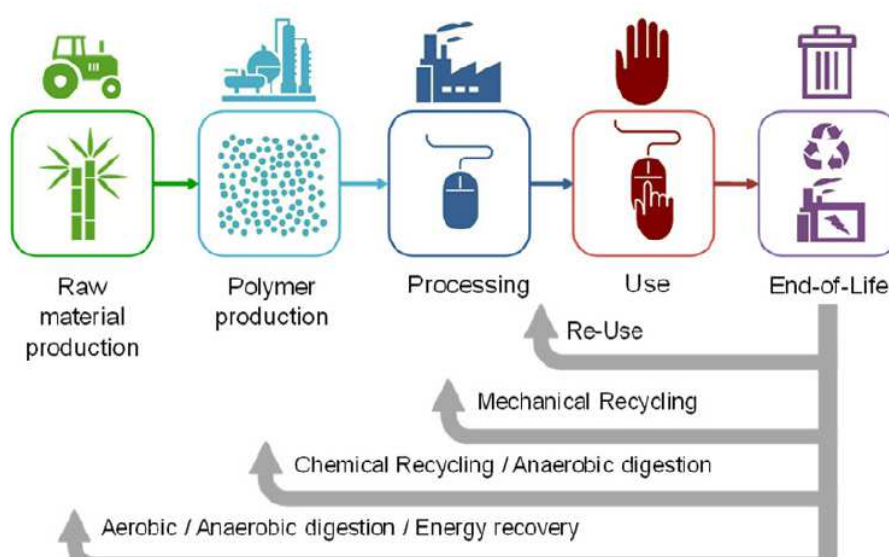 Raw
material
production
Polymer
production
Processing
Use
End-of-Life
Re-Use
Mechanical Recycling
Chemical Recycling / Anaerobic digestion
Aerobic / Anaerobic digestion / Energy recovery